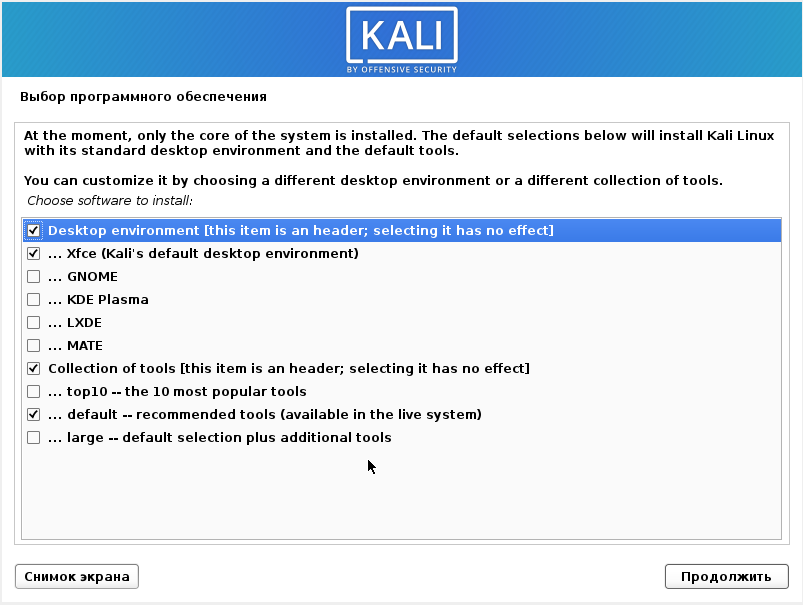 KALI
BY OFFENSIVE SECURITY
Выбор программного обеспечения
At the moment, only the core of the system is installed. The default selections below will install Kali Linux
with its standard desktop environment and the default tools.
You can customize it by choosing a different desktop environment or a different collection of tools.
Choose software to install:
Desktop environment [this item is an header; selecting it has no effect]
... Xfce (Kali's default desktop environment)
... GNOME
... KDE Plasma
... LXDE
... MATE
Collection of tools [this item is an header; selecting it has no effect]
... top10 -- the 10 most popular tools
... default -- recommended tools (available in the live system)
... large -- default selection plus additional tools
Снимок экрана
Продолжить